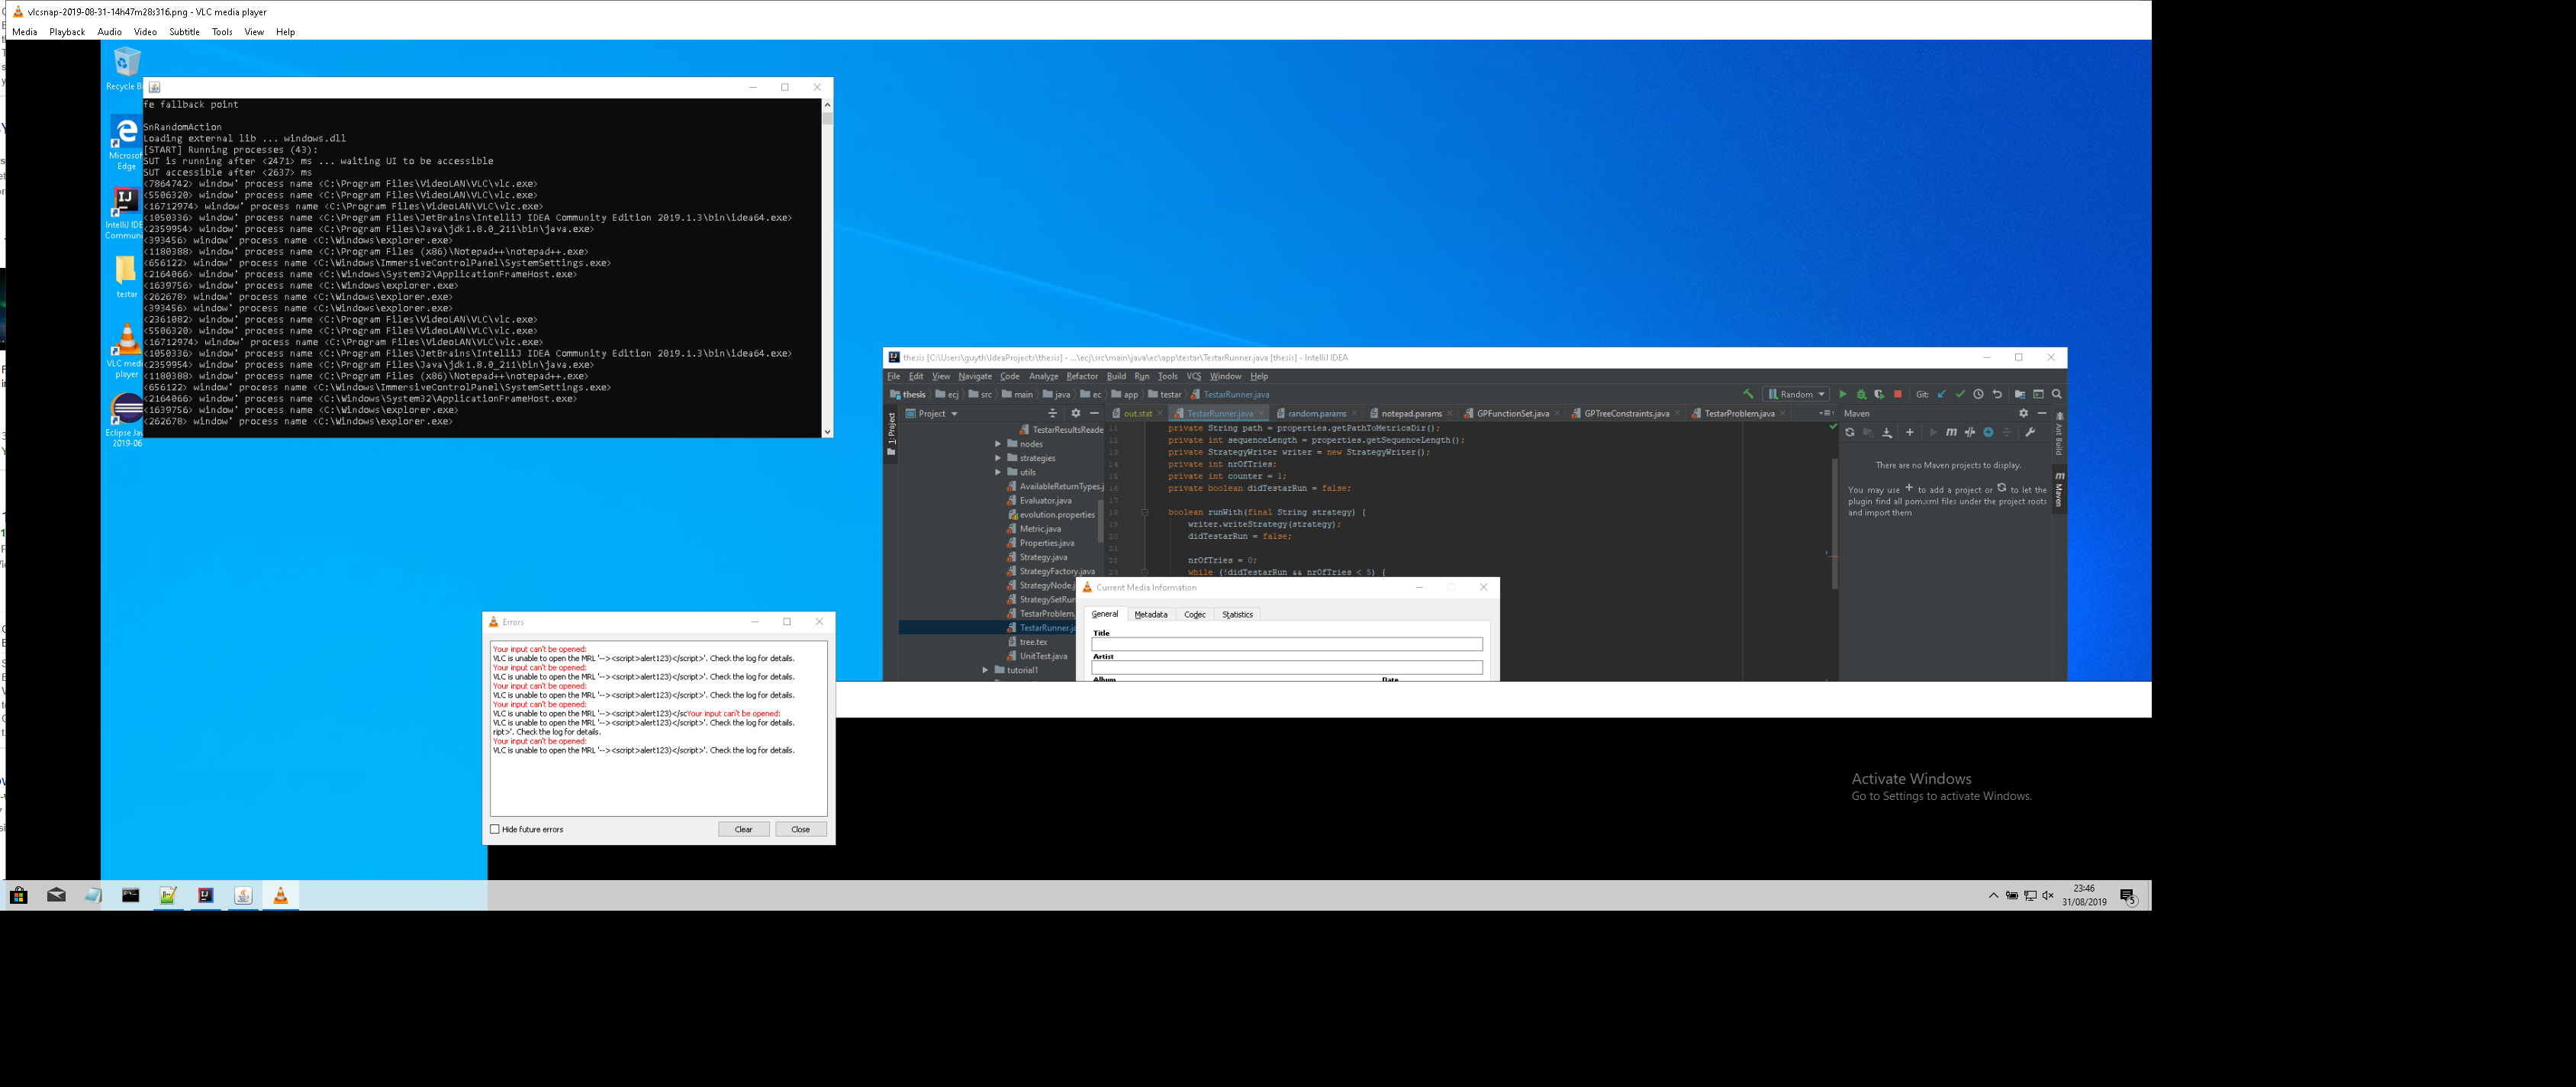 vlcsnap-2019-08-31-14h47m28s316.png - VLC media player
Media Playback Audio Video Subtitle Tools View Help
Recycle B
Microsof
Edge
IntelliJ IDE
Commun
testar
VLC medi
player
Eclipse Jav
2019-06
fe fallback point
SnRandomAction
Loading external lib ... windows.dll
[START] Running processes (43):
SUT is running after <2471> ms ... waiting UI to be accessible
SUT accessible after <2637> ms
<7864742> window' process name <C:\Program Files\VideoLAN\VLC\vlc.exe>
<5506320> window' process name <C:\Program Files\VideoLAN\VLC\vlc.exe>
<16712974> window' process name <C:\Program Files\VideoLAN\VLC\vlc.exe>
<1050336> window' process name <C:\Program Files\JetBrains\IntelliJ IDEA Community Edition 2019.1.3\bin\idea64.exe>
<2359954> window' process name <C:\Program Files\Java\jdk1.8.0_211\bin\java.exe>
<393456> window' process name <C:\Windows\explorer.exe>
<1180388> window' process name <C:\Program Files (x86)\Notepad++\notepad++.exe>
<656122> window' process name <C:\Windows\ImmersiveControlPanel\SystemSettings.exe>
<2164066> window' process name <C:\Windows\System32\ApplicationFrameHost.exe>
<1639756> window' process name <C:\Windows\explorer.exe>
<262678> window' process name <C:\Windows\explorer.exe>
<393456> window' process name <C:\Windows\explorer.exe>
<2361082> window' process name <C:\Program Files\VideoLAN\VLC\vlc.exe>
<5506320> window' process name <C:\Program Files\VideoLAN\VLC\vlc.exe>
<16712974> window' process name <C:\Program Files\VideoLAN\VLC\vlc.exe>
<1050336> window' process name <C:\Program Files\JetBrains\IntelliJ IDEA Community Edition 2019.1.3\bin\idea64.exe>
<2359954> window' process name <C:\Program Files\Java\jdk1.8.0_211\bin\java.exe>
<1180388> window' process name <C:\Program Files (x86)\Notepad++\notepad++.exe>
<656122> window' process name <C:\Windows\ImmersiveControlPanel\SystemSettings.exe>
<2164066> window' process name <C:\Windows\System32\ApplicationFrameHost.exe>
<1639756> window' process name <C:\Windows\explorer.exe>
<262678> window' process name <C:\Windows\explorer.exe>
thesis [C:\Users\guyth\IdeaProjects\thesis] - ...\ecj\src\main\java\ec\app\testar\TestarRunner.java [thesis] - IntelliJ IDEA
File Edit View Navigate Code Analyze Refactor Build Run Tools VCS Window Help
thesis ecj src main java ec app testar TestarRunner.java Random Git:
1: Project
Project
out.stat TestarRunner.java random.params notepad.params GPFunctionSet.java GPTreeConstraints.java TestarProblem.java
TestarResultsReade
nodes
strategies
utils
AvailableReturnTypes.j
Evaluator.java
evolution.properties
Metric.java
Properties.java
Strategy.java
StrategyFactory.java
StrategyNode.j
StrategySetRun
TestarProblem.
TestarRunner.ja
tree.tex
UnitTest.java
tutorial1
11 private String path = properties.getPathToMetricsDir();
12 private int sequenceLength = properties.getSequenceLength();
13 private StrategyWriter writer = new StrategyWriter();
14 private int nrOfTries;
15 private int counter = 1;
16 private boolean didTestarRun = false;
17
18 boolean runWith(final String strategy) {
19 writer.writeStrategy(strategy);
20 didTestarRun = false;
21
22 nrOfTries = 0;
23 while (!didTestarRun && nrOfTries < 5) {
Maven
There are no Maven projects to display.
You may use + to add a project or to let the
plugin find all pom.xml files under the project roots
and import them
Ant Build
Maven
Current Media Information
General Metadata Codec Statistics
Title
Artist
Album Date
Errors
Your input can't be opened:
VLC is unable to open the MRL '--><script>alert123)</script>'. Check the log for details.
Your input can't be opened:
VLC is unable to open the MRL '--><script>alert123)</script>'. Check the log for details.
Your input can't be opened:
VLC is unable to open the MRL '--><script>alert123)</script>'. Check the log for details.
Your input can't be opened:
VLC is unable to open the MRL '--><script>alert123)</scYour input can't be opened:
VLC is unable to open the MRL '--><script>alert123)</script>'. Check the log for details.
ript>'. Check the log for details.
Your input can't be opened:
VLC is unable to open the MRL '--><script>alert123)</script>'. Check the log for details.
Hide future errors Clear Close
Activate Windows
Go to Settings to activate Windows.
23:46
31/08/2019
5